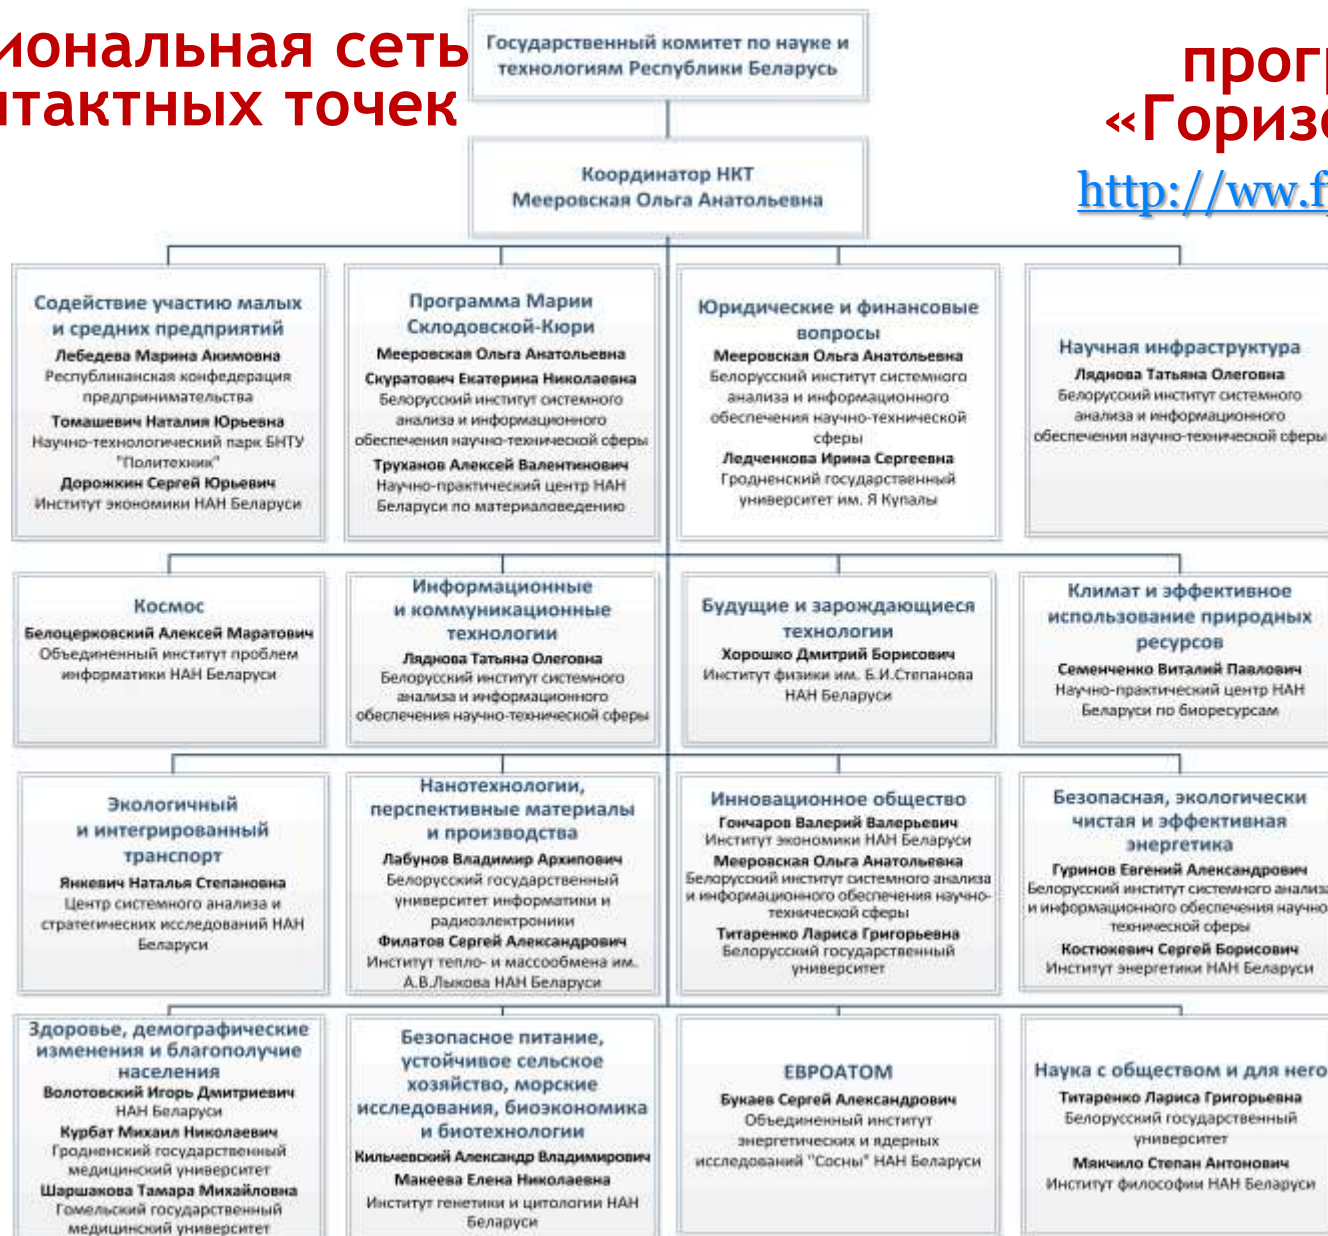 иональная сеть
нтактных точек
прогр
«Горизо
http://ww.f
Государственный комитет по науке и
технологиям Республики Беларусь
Координатор НКТ
Мееровская Ольга Анатольевна
Содействие участию малых
и средних предприятий
Лебедева Марина Акимовна
Республиканская конфедерация
предпринимательства
Томашевич Наталия Юрьевна
Научно-технологический парк БНТУ
"Политехник"
Дорожкин Сергей Юрьевич
Институт экономики НАН Беларуси
Программа Марии
Склодовской-Кюри
Мееровская Ольга Анатольевна
Скуратович Екатерина Николаевна
Белорусский институт системного
анализа и информационного
обеспечения научно-технической сферы
Труханов Алексей Валентинович
Научно-практический центр НАН
Беларуси по материаловедению
Юридические и финансовые
вопросы
Мееровская Ольга Анатольевна
Белорусский институт системного
анализа и информационного
обеспечения научно-технической
сферы
Ледченкова Ирина Сергеевна
Гродненский государственный
университет им. Я Купалы
Научная инфраструктура
Ляднова Татьяна Олеговна
Белорусский институт системного
анализа и информационного
обеспечения научно-технической сферы
Космос
Белоцерковский Алексей Маратович
Объединенный институт проблем
информатики НАН Беларуси
Информационные
и коммуникационные
технологии
Ляднова Татьяна Олеговна
Белорусский институт системного
анализа и информационного
обеспечения научно-технической сферы
Будущие и зарождающиеся
технологии
Хорошко Дмитрий Борисович
Институт физики им. Б.И.Степанова
НАН Беларуси
Климат и эффективное
использование природных
ресурсов
Семенченко Виталий Павлович
Научно-практический центр НАН
Беларуси по биоресурсам
Экологичный
и интегрированный
транспорт
Янкевич Наталья Степановна
Центр системного анализа и
стратегических исследований НАН
Беларуси
Нанотехнологии,
перспективные материалы
и производства
Лабунов Владимир Архипович
Белорусский государственный
университет информатики и
радиоэлектроники
Филатов Сергей Александрович
Институт тепло- и массообмена им.
А.В.Лыкова НАН Беларуси
Инновационное общество
Гончаров Валерий Валерьевич
Институт экономики НАН Беларуси
Мееровская Ольга Анатольевна
Белорусский институт системного анализа
и информационного обеспечения научно-
технической сферы
Титаренко Лариса Григорьевна
Белорусский государственный
университет
Безопасная, экологически
чистая и эффективная
энергетика
Гуринов Евгений Александрович
Белорусский институт системного анализа
и информационного обеспечения научно
технической сферы
Костюкевич Сергей Борисович
Институт энергетики НАН Беларуси
Здоровье, демографические
изменения и благополучие
населения
Волотовский Игорь Дмитриевич
НАН Беларуси
Курбат Михаил Николаевич
Гродненский государственный
медицинский университет
Шаршакова Тамара Михайловна
Гомельский государственный
медицинский университет
Безопасное питание,
устойчивое сельское
хозяйство, морские
исследования, биоэкономика
и биотехнологии
Кильчевский Александр Владимирович
Макеева Елена Николаевна
Институт генетики и цитологии НАН
Беларуси
ЕВРОАТОМ
Букаев Сергей Александрович
Объединенный институт
энергетических и ядерных
исследований "Сосны" НАН Беларуси
Наука с обществом и для него
Титаренко Лариса Григорьевна
Белорусский государственный
университет
Мякчило Степан Антонович
Институт философии НАН Беларуси